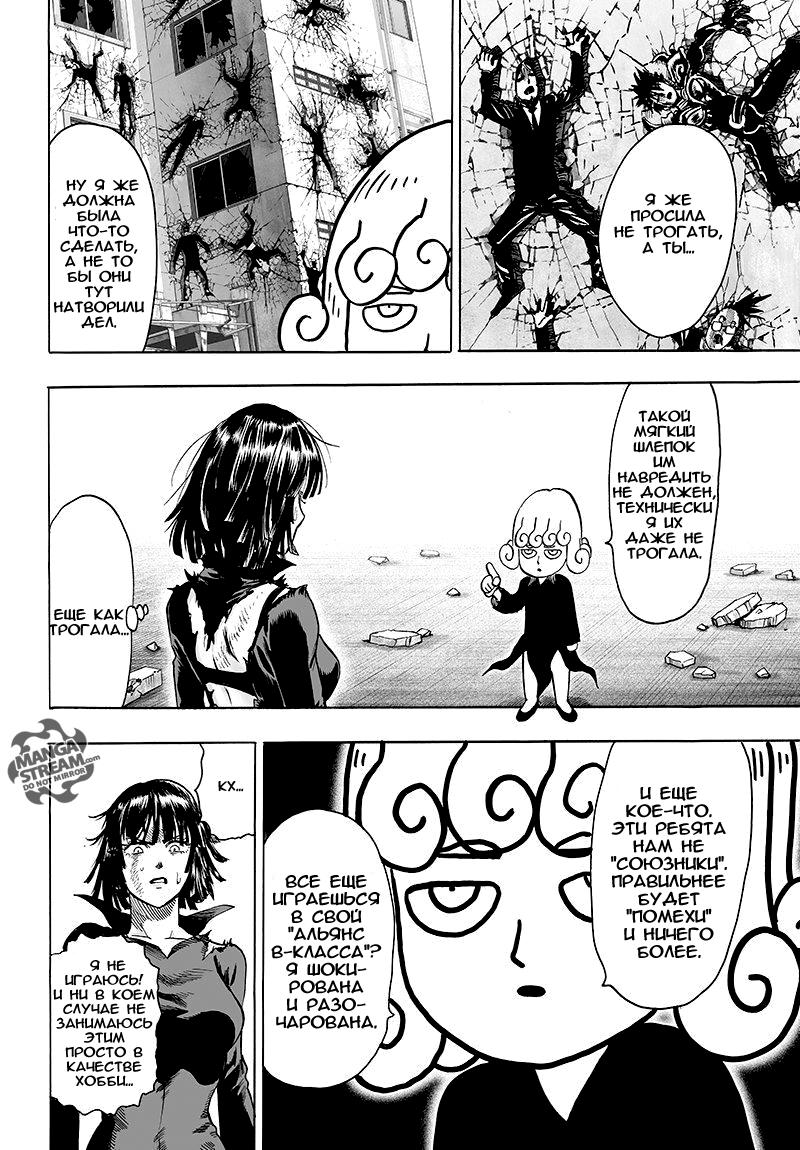 Я ЖЕ
ПРОСИЛА
НЕ ТРОГАТЬ,
А ТЫ...
НУ Я ЖЕ
ДОЛЖНА
БЫЛА
ЧТО-ТО
СДЕЛАТЬ,
А НЕ ТО
БЫ ОНИ
ТУТ
НАТВОРИЛИ
ДЕЛ.
ТАКОЙ
МЯГКИЙ
ШЛЕПОК
ИМ
НАВРЕДИТЬ
НЕ ДОЛЖЕН,
ТЕХНИЧЕСКИ
Я ИХ
ДАЖЕ НЕ
ТРОГАЛА.
ЕЩЕ КАК
ТРОГАЛА...
И ЕЩЕ
КОЕ-ЧТО.
ЭТИ РЕБЯТА
НАМ НЕ
"СОЮЗНИКИ".
ПРАВИЛЬНЕЕ
БУДЕТ
"ПОМЕХИ"
И НИЧЕГО
БОЛЕЕ.
ВСЕ ЕЩЕ
ИГРАЕШЬСЯ
В СВОЙ
"АЛЬЯНС
В-КЛАССА"?
Я ШОКИ-
РОВАНА
И РАЗО-
ЧАРОВАНА.
КХ...
Я НЕ
ИГРАЮСЬ!
И НИ В КОЕМ
СЛУЧАЕ НЕ
ЗАНИМАЮСЬ
ЭТИМ
ПРОСТО В
КАЧЕСТВЕ
ХОББИ...
MANGA
STREAM.com
DO NOT MIRROR!